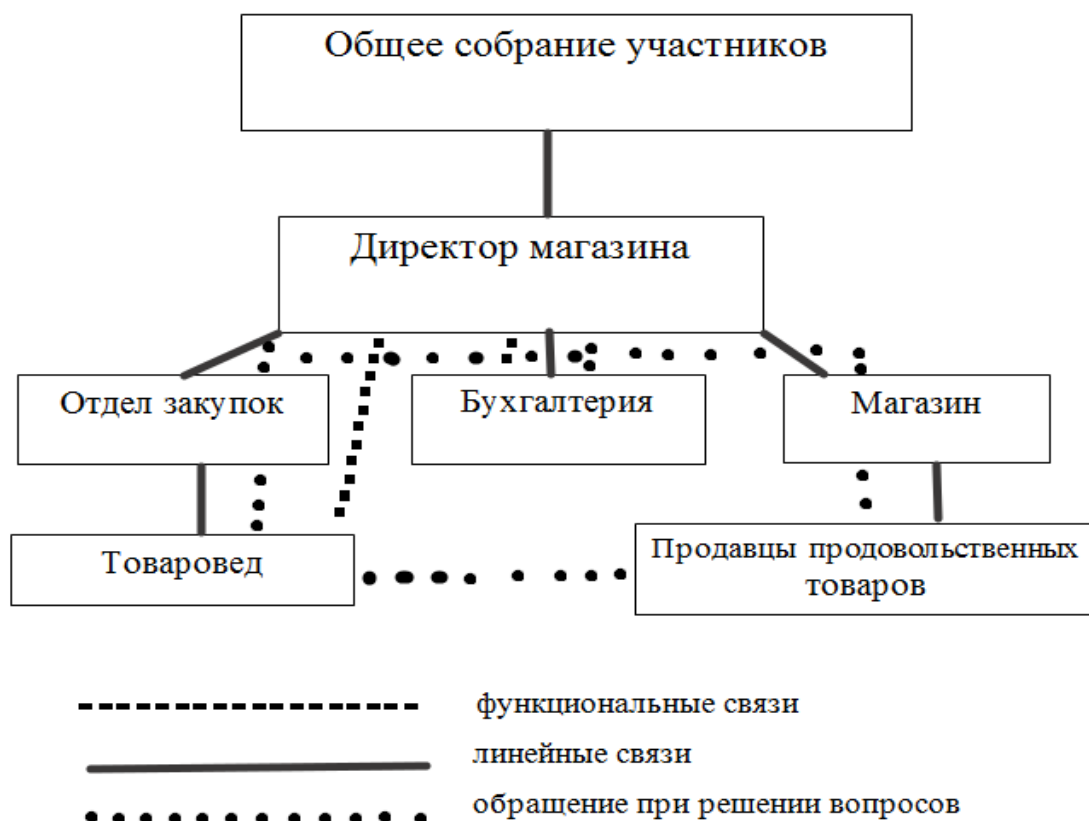 Общее собрание участников
Директор магазина
Отдел закупок
Бухгалтерия
Магазин
Товаровед
Продавцы продовольственных
товаров
функциональные связи
линейные связи
обращение при решении вопросов